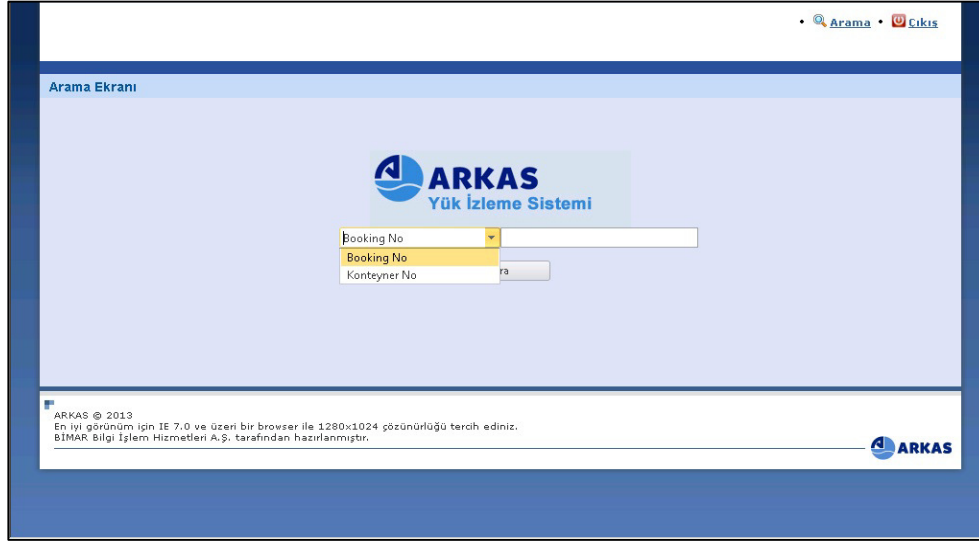 Arama • Çıkış
Arama Ekranı
ARKAS
Yük İzleme Sistemi
Booking No
Booking No
Konteyner No
ra
ARKAS © 2013
En iyi görünüm için IE 7.0 ve üzeri bir browser ile 1280x1024 çözünürlüğü tercih ediniz.
BİMAR Bilgi İşlem Hizmetleri A.Ş. tarafından hazırlanmıştır.
ARKAS